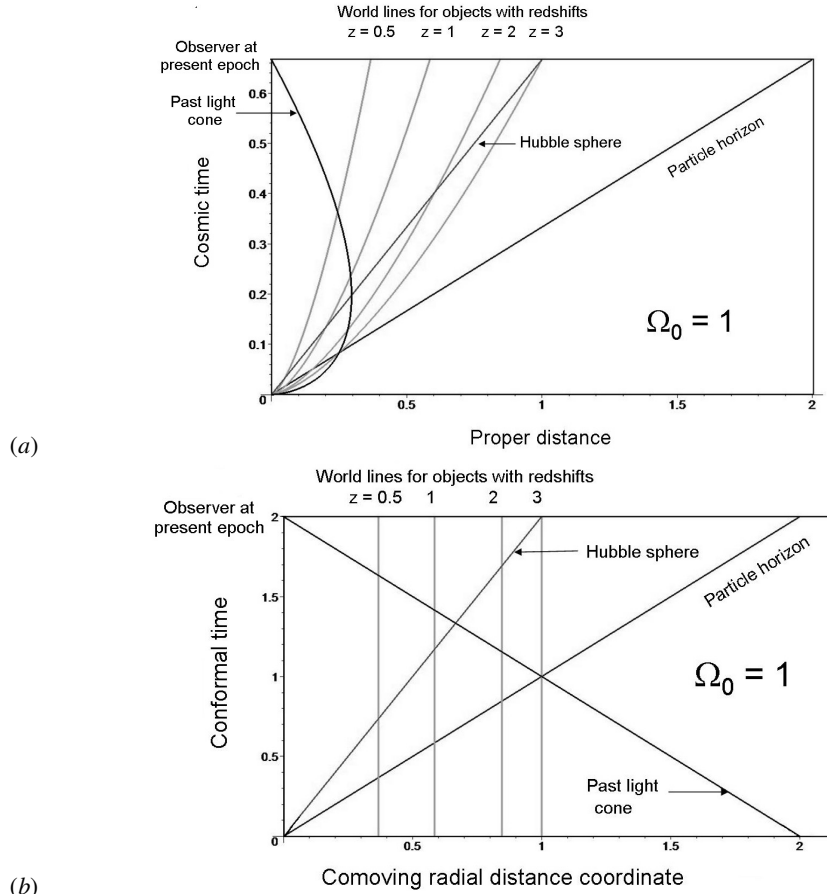 World lines for objects with redshifts
z = 0.5 z = 1 z = 2 z = 3
Observer at
present epoch
Past light
cone
0.6
0.5
0.4
0.3
0.2
0.1
0
Cosmic time
Hubble sphere
Particle horizon
Ω0 = 1
0.5 1 1.5 2
Proper distance
(a)
World lines for objects with redshifts
z = 0.5 1 2 3
Observer at
present epoch
2
1.5
1
0.5
0
Conformal time
Hubble sphere
Particle horizon
Ω0 = 1
Past light
cone
0.5 1 1.5 2
Comoving radial distance coordinate
(b)